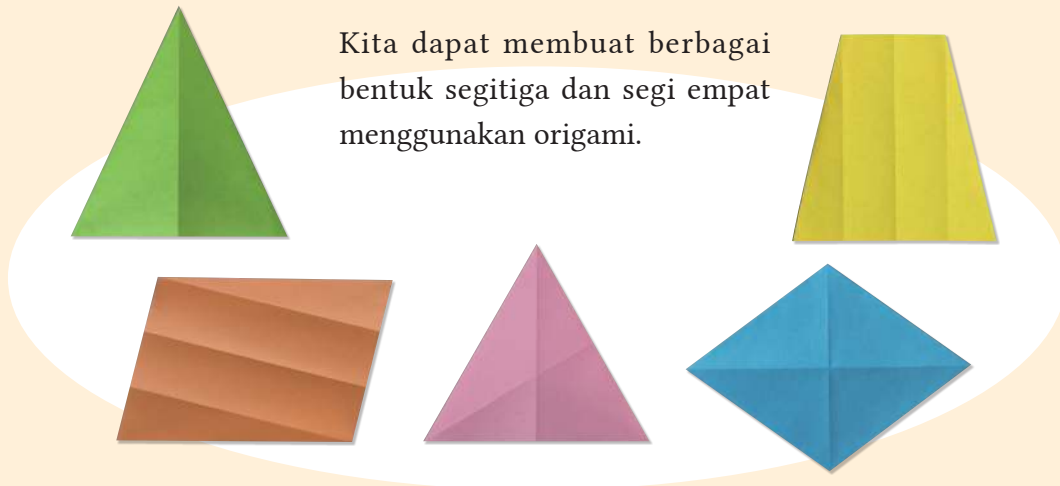 Kita dapat membuat berbagai
bentuk segitiga dan segi empat
menggunakan origami.